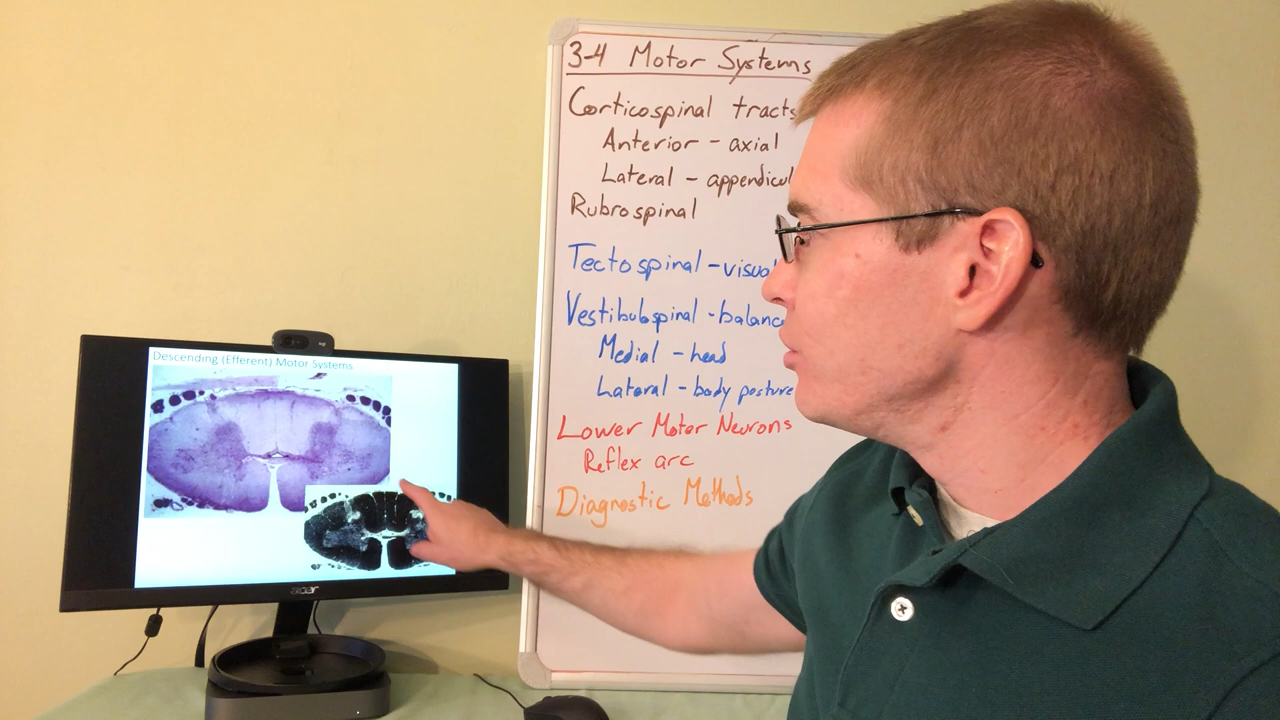 3-4 Motor Systems
Corticospinal tracts
Anterior - axial
Lateral - appendicul
Rubrospinal
Tectospinal - visual
Vestibulospinal - balance
Medial - head
Lateral - body posture
Lower Motor Neurons
Reflex arc
Diagnostic Methods
Descending (Efferent) Motor Systems
acer